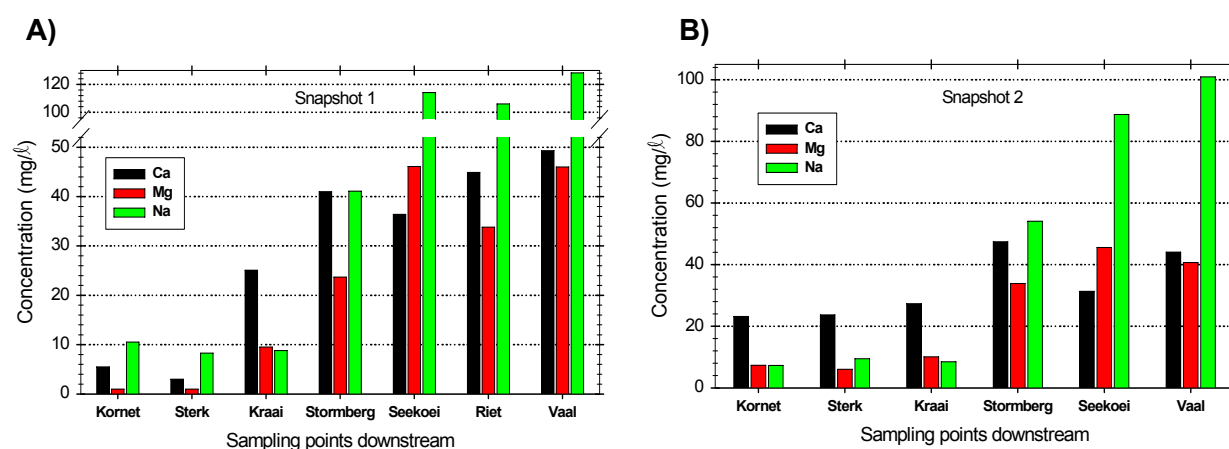 A)
Concentration (mg/ℓ)
120
100
50
40
30
20
10
0
Snapshot 1
Ca
Mg
Na
Kornet Sterk Kraai Stormberg Seekoei Riet Vaal
Sampling points downstream
B)
Concentration (mg/ℓ)
100
80
60
40
20
0
Snapshot 2
Ca
Mg
Na
Kornet Sterk Kraai Stormberg Seekoei Vaal
Sampling points downstream